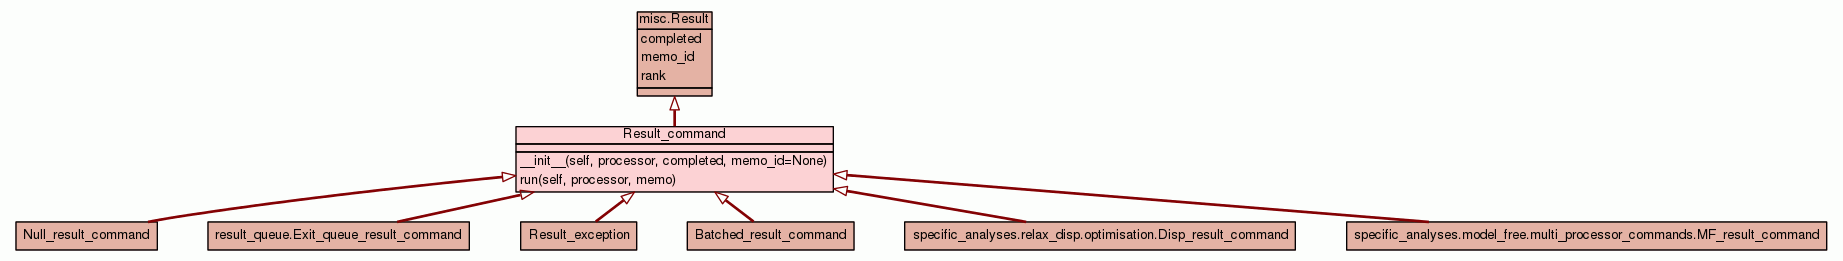 misc.Result
completed
memo_id
rank
Result_command
__init__(self, processor, completed, memo_id=None)
run(self, processor, memo)
Null_result_command
result_queue.Exit_queue_result_command
Result_exception
Batched_result_command
specific_analyses.relax_disp.optimisation.Disp_result_command
specific_analyses.model_free.multi_processor_commands.MF_result_command